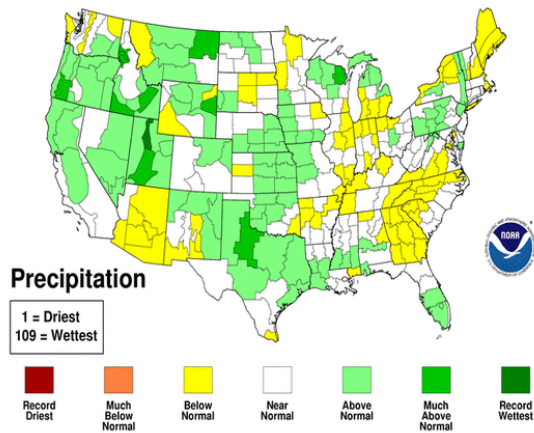 NOAA
Precipitation
1 = Driest
109 = Wettest
Record
Driest
Much
Below
Normal
Below
Normal
Near
Normal
Above
Normal
Much
Above
Normal
Record
Wettest